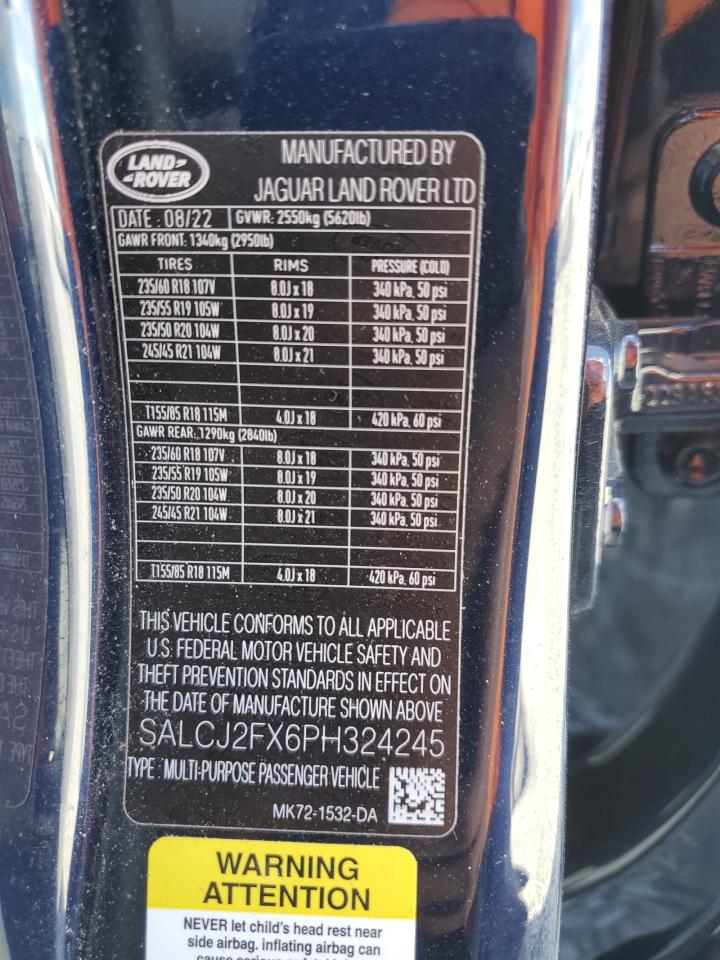 LAND-
-ROVER
MANUFACTURED BY
JAGUAR LAND ROVER LTD
DATE : 08/22 GVWR: 2550kg (5620lb)
GAWR FRONT: 1340kg (2950lb)
TIRES RIMS PRESSURE (COLD)
235/60 R18 107V 8.0J x 18 340 kPa, 50 psi
235/55 R19 105W 8.0J x 19 340 kPa, 50 psi
235/50 R20 104W 8.0J x 20 340 kPa, 50 psi
245/45 R21 104W 8.0J x 21 340 kPa, 50 psi
T155/85 R18 115M 4.0J x 18 420 kPa, 60 psi
GAWR REAR: 1290kg (2840lb)
235/60 R18 107V 8.0J x 18 340 kPa, 50 psi
235/55 R19 105W 8.0J x 19 340 kPa, 50 psi
235/50 R20 104W 8.0J x 20 340 kPa, 50 psi
245/45 R21 104W 8.0J x 21 340 kPa, 50 psi
T155/85 R18 115M 4.0J x 18 420 kPa, 60 psi
THIS VEHICLE CONFORMS TO ALL APPLICABLE
U.S. FEDERAL MOTOR VEHICLE SAFETY AND
THEFT PREVENTION STANDARDS IN EFFECT ON
THE DATE OF MANUFACTURE SHOWN ABOVE
SALCJ2FX6PH324245
TYPE : MULTI-PURPOSE PASSENGER VEHICLE
MK72-1532-DA
WARNING
ATTENTION
NEVER let child's head rest near
side airbag. inflating airbag can